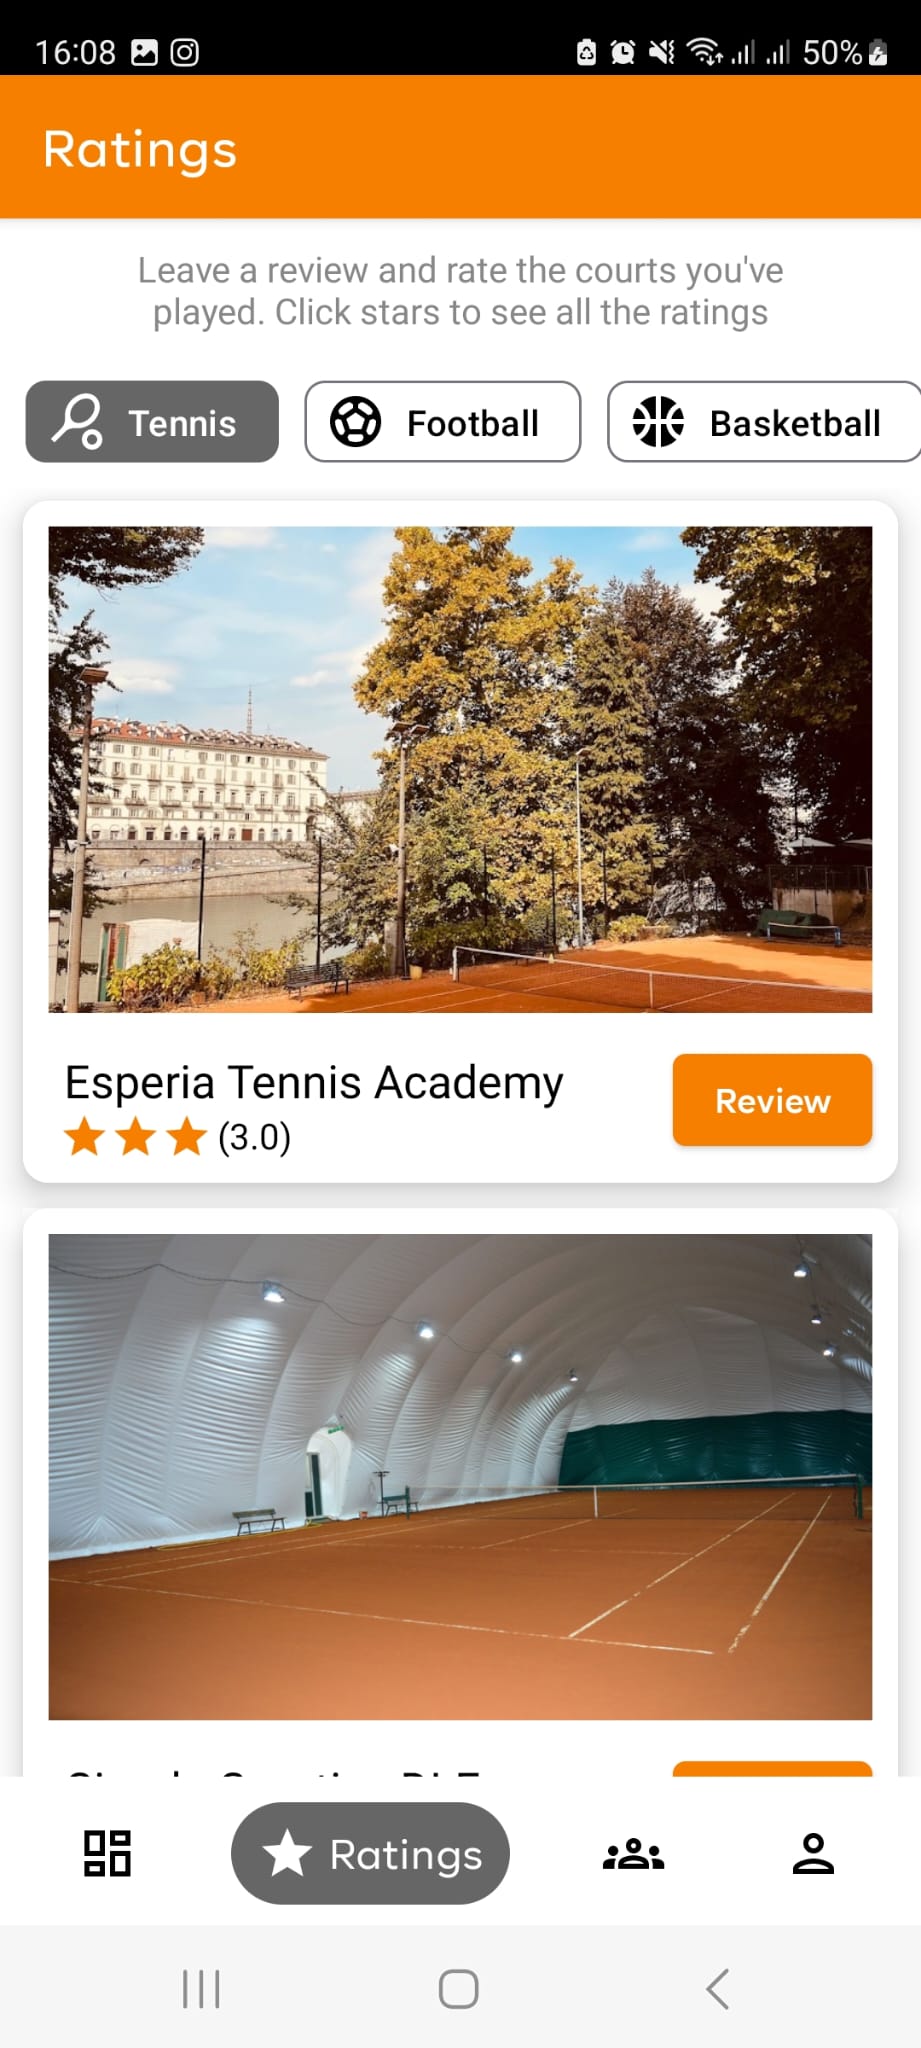 16:08
50%
Ratings
Leave a review and rate the courts you've
played. Click stars to see all the ratings
Tennis
Football
Basketball
Esperia Tennis Academy
(3.0)
Review
Ratings